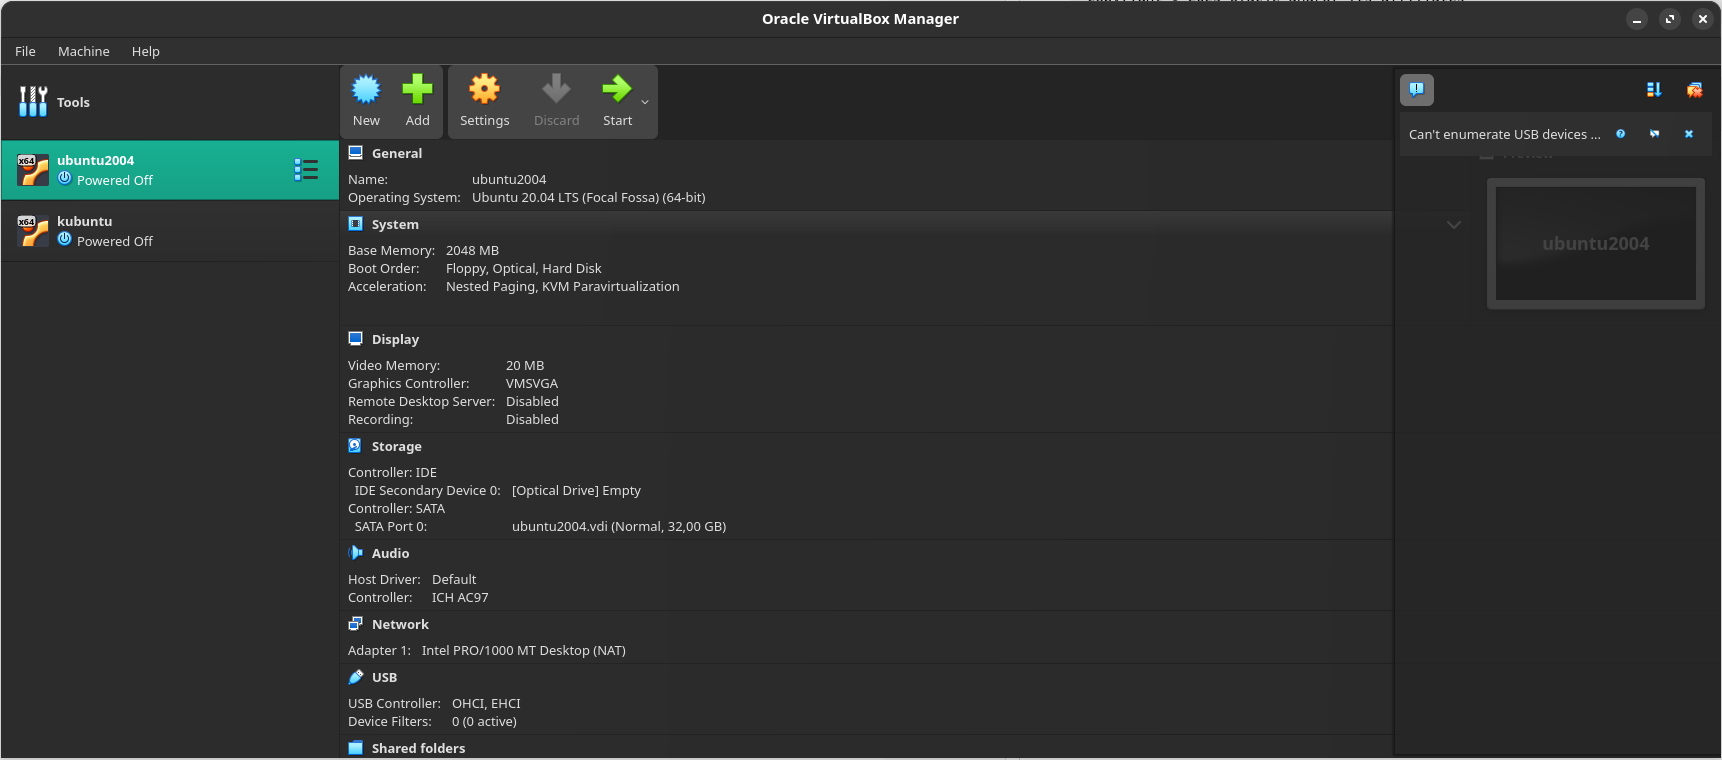 Oracle VirtualBox Manager
File Machine Help
Tools
New Add Settings Discard Start
x64 ubuntu2004
Powered Off
x64 kubuntu
Powered Off
General
Name: ubuntu2004
Operating System: Ubuntu 20.04 LTS (Focal Fossa) (64-bit)
System
Base Memory: 2048 MB
Boot Order: Floppy, Optical, Hard Disk
Acceleration: Nested Paging, KVM Paravirtualization
Display
Video Memory: 20 MB
Graphics Controller: VMSVGA
Remote Desktop Server: Disabled
Recording: Disabled
Storage
Controller: IDE
IDE Secondary Device 0: [Optical Drive] Empty
Controller: SATA
SATA Port 0: ubuntu2004.vdi (Normal, 32,00 GB)
Audio
Host Driver: Default
Controller: ICH AC97
Network
Adapter 1: Intel PRO/1000 MT Desktop (NAT)
USB
USB Controller: OHCI, EHCI
Device Filters: 0 (0 active)
Shared folders
Can't enumerate USB devices ...
ubuntu2004